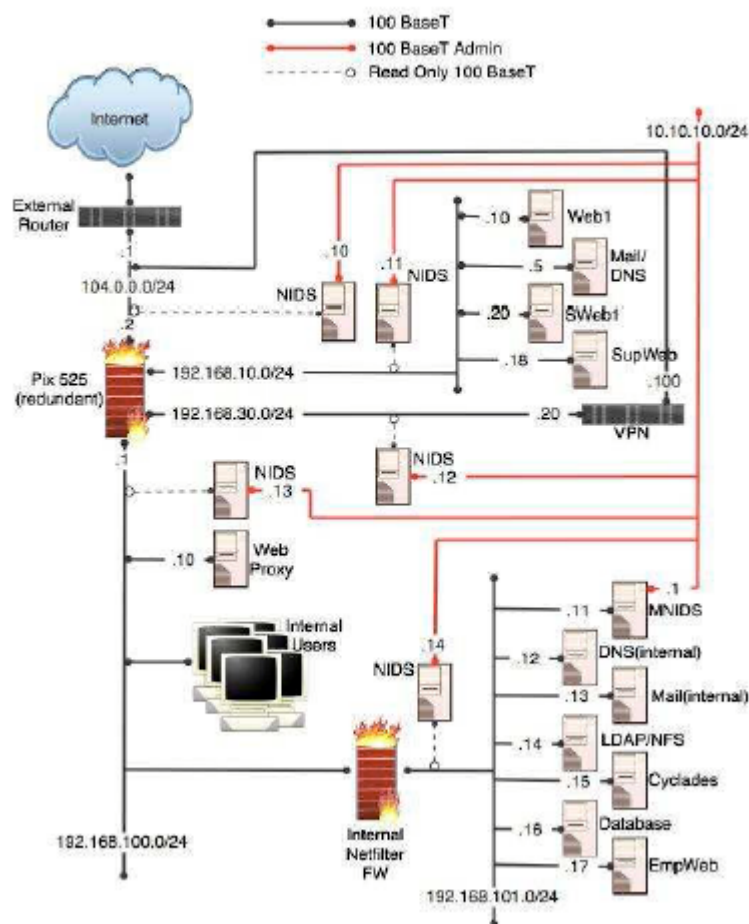 100 BaseT
100 BaseT Admin
Read Only 100 BaseT
Internet
10.10.10.0/24
External
Router
.1
104.0.0.0/24
.2
.10
NIDS
.11
NIDS
.10
Web1
.5
Mail/
DNS
.20
SWeb1
.18
SupWeb
Pix 525
(redundant)
192.168.10.0/24
192.168.30.0/24
.20
.100
VPN
.1
NIDS
.13
NIDS
.12
.10
Web
Proxy
Internal
Users
.14
NIDS
.1
.11
MNIDS
.12
DNS(internal)
.13
Mail(internal)
.14
LDAP/NFS
.15
Cyclades
.16
Database
.17
EmpWeb
Internal
Netfilter
FW
192.168.100.0/24
192.168.101.0/24